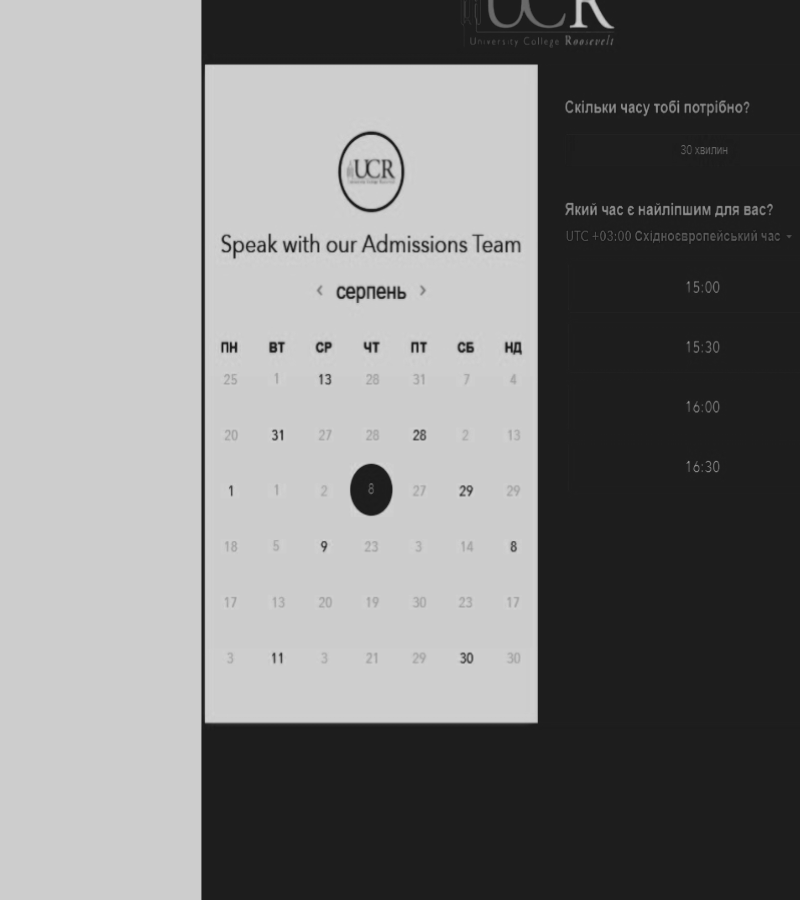 UCR
University College Roosevelt
UCR
Speak with our Admissions Team
‹ серпень ›
ПН ВТ СР ЧТ ПТ СБ НД
25 1 13 28 31 7 4
20 31 27 28 28 2 13
1 1 2 8 27 29 29
18 5 9 23 3 14 8
17 13 20 19 30 23 17
3 11 3 21 29 30 30
Скільки часу тобі потрібно?
30 хвилин
Який час є найліпшим для вас?
UTC +03:00 Східноєвропейський час
15:00
15:30
16:00
16:30